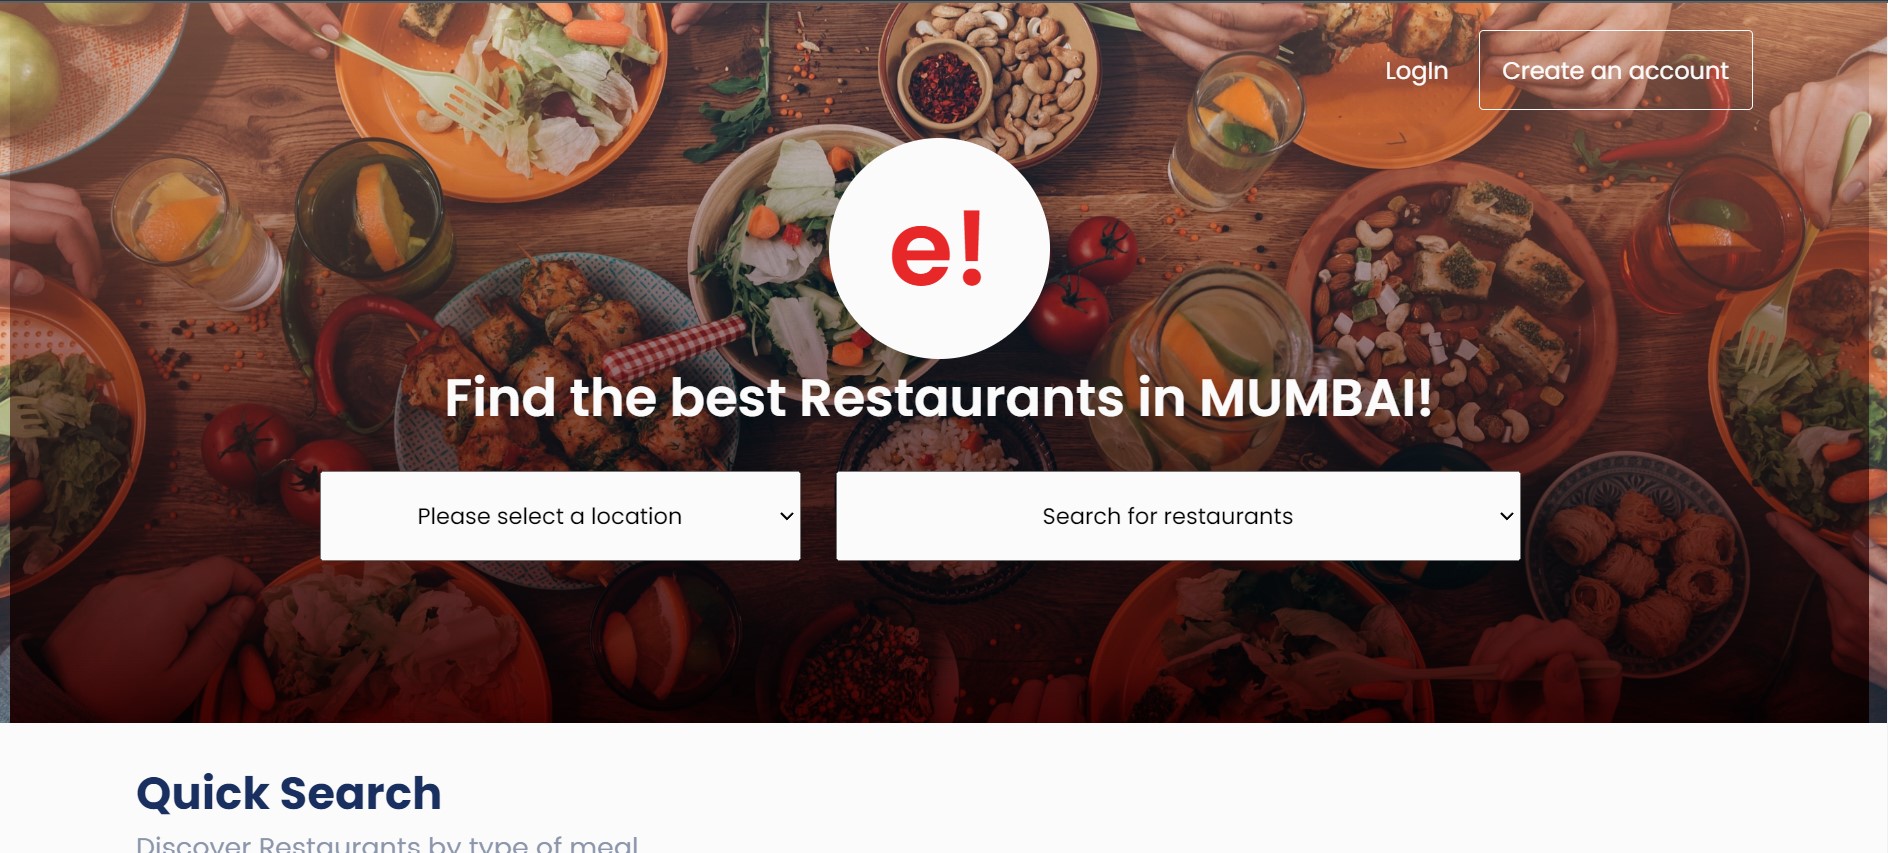 LogIn
Create an account
e!
Find the best Restaurants in MUMBAI!
Please select a location
Search for restaurants
Quick Search
Discover Restaurants by type of meal